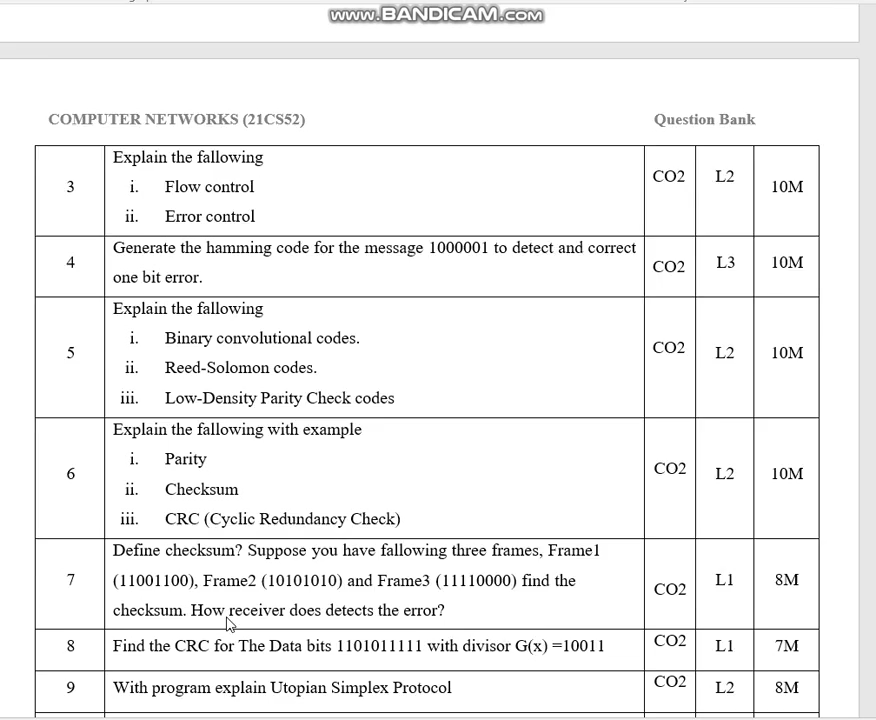 www.BANDICAM.com
COMPUTER NETWORKS (21CS52) Question Bank
3 Explain the fallowing CO2 L2 10M
i. Flow control
ii. Error control
4 Generate the hamming code for the message 1000001 to detect and correct CO2 L3 10M
one bit error.
5 Explain the fallowing CO2 L2 10M
i. Binary convolutional codes.
ii. Reed-Solomon codes.
iii. Low-Density Parity Check codes
6 Explain the fallowing with example CO2 L2 10M
i. Parity
ii. Checksum
iii. CRC (Cyclic Redundancy Check)
7 Define checksum? Suppose you have fallowing three frames, Frame1 CO2 L1 8M
(11001100), Frame2 (10101010) and Frame3 (11110000) find the
checksum. How receiver does detects the error?
8 Find the CRC for The Data bits 1101011111 with divisor G(x) =10011 CO2 L1 7M
9 With program explain Utopian Simplex Protocol CO2 L2 8M